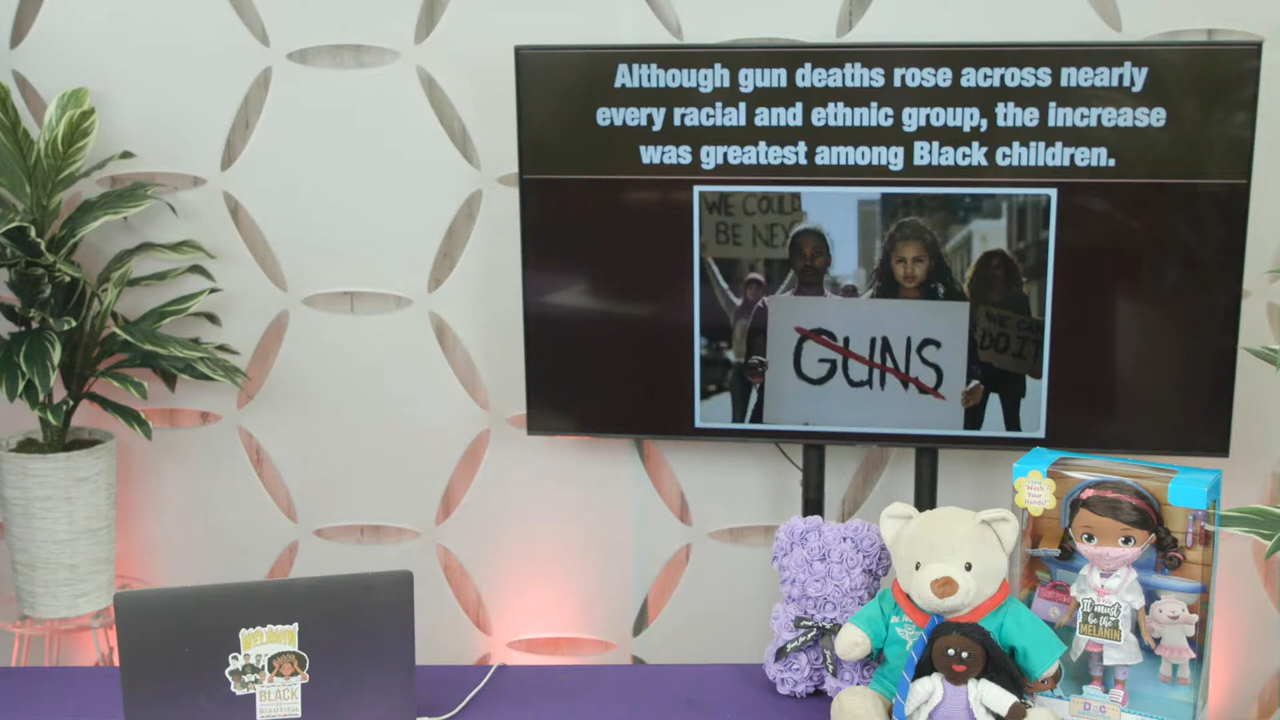 Although gun deaths rose across nearly
every racial and ethnic group, the increase
was greatest among Black children.
WE COULD
BE NEX
GUNS
WE CAN
DO IT
Wash
Your
Hands!
It must
be the
MELANIN
Doc
MELANIN
BLACK
IS
BEAUTIFUL